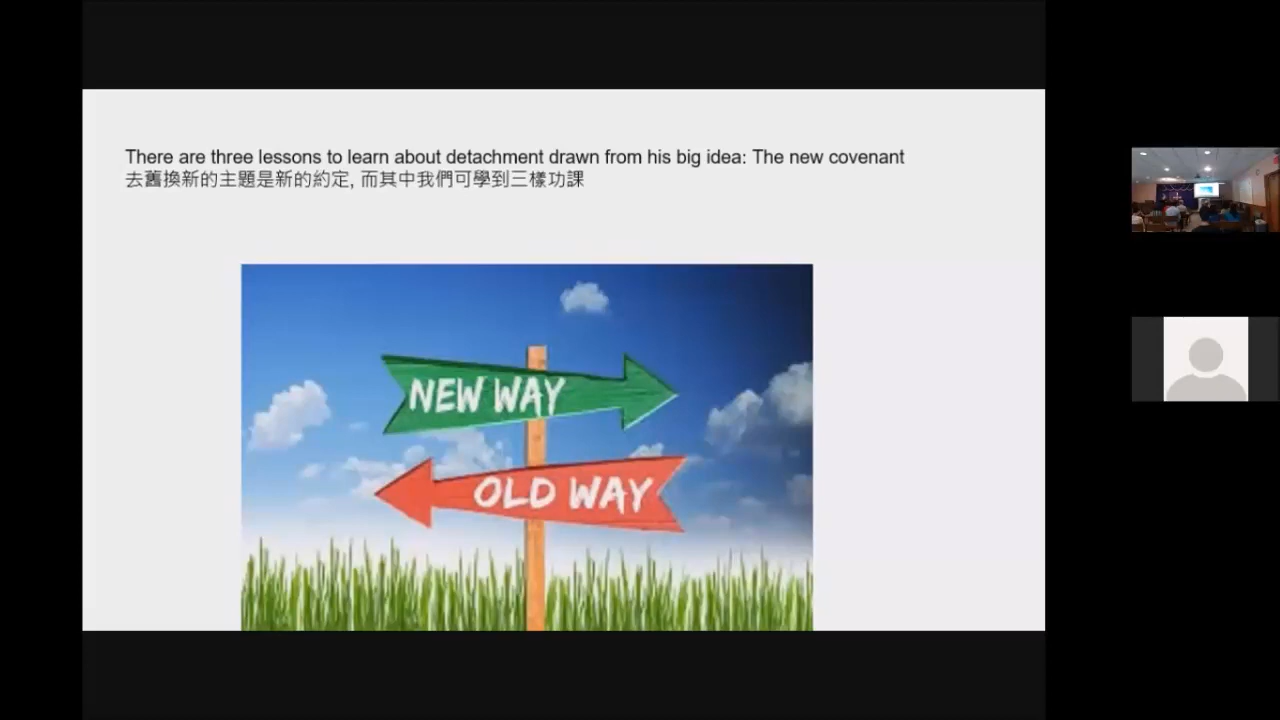 There are three lessons to learn about detachment drawn from his big idea: The new covenant
去舊換新的主題是新的約定, 而其中我們可學到三樣功課
NEW WAY
OLD WAY